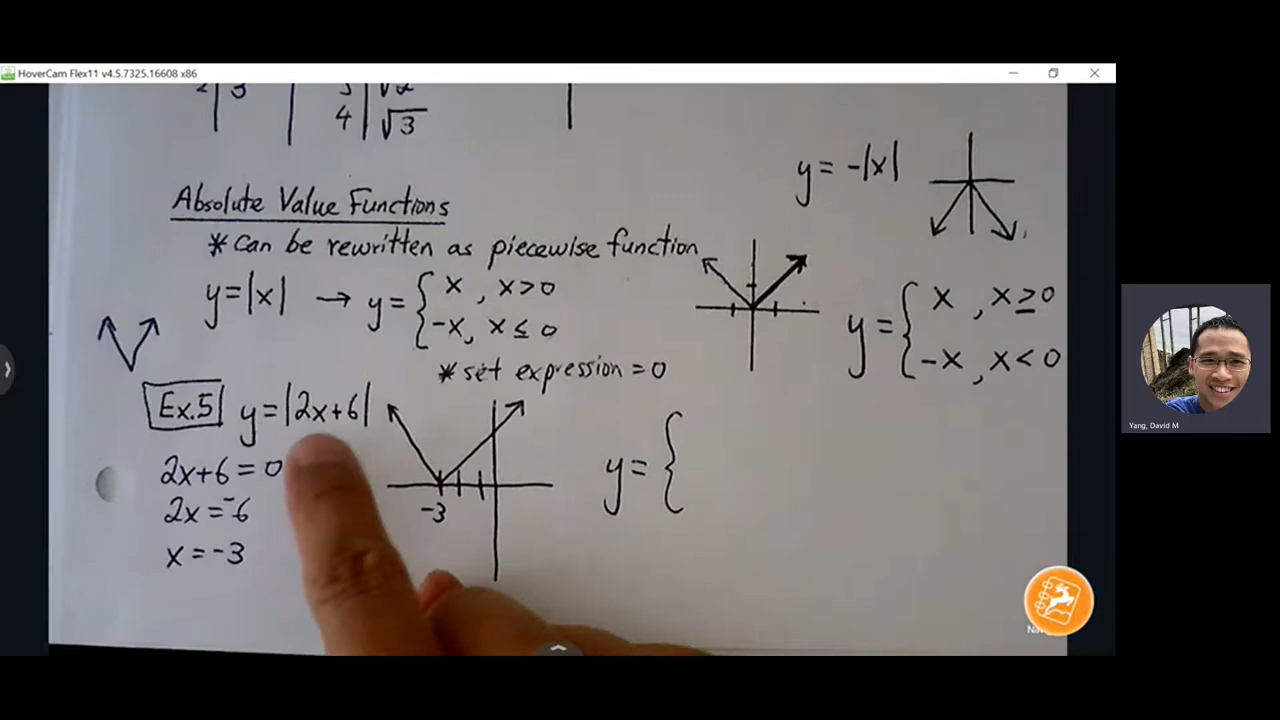 HoverCam Flex11 v4.5.7325.16608 x86
2 | 3
4 | √3
y = -|x|
Absolute Value Functions
* can be rewritten as piecewise function
y = |x| → y = { x , x > 0
-x, x ≤ 0
y = { x , x ≥ 0
-x , x < 0
* set expression = 0
Ex.5 y = |2x+6|
2x+6 = 0
2x = -6
x = -3
-3
y = {
Yang, David M